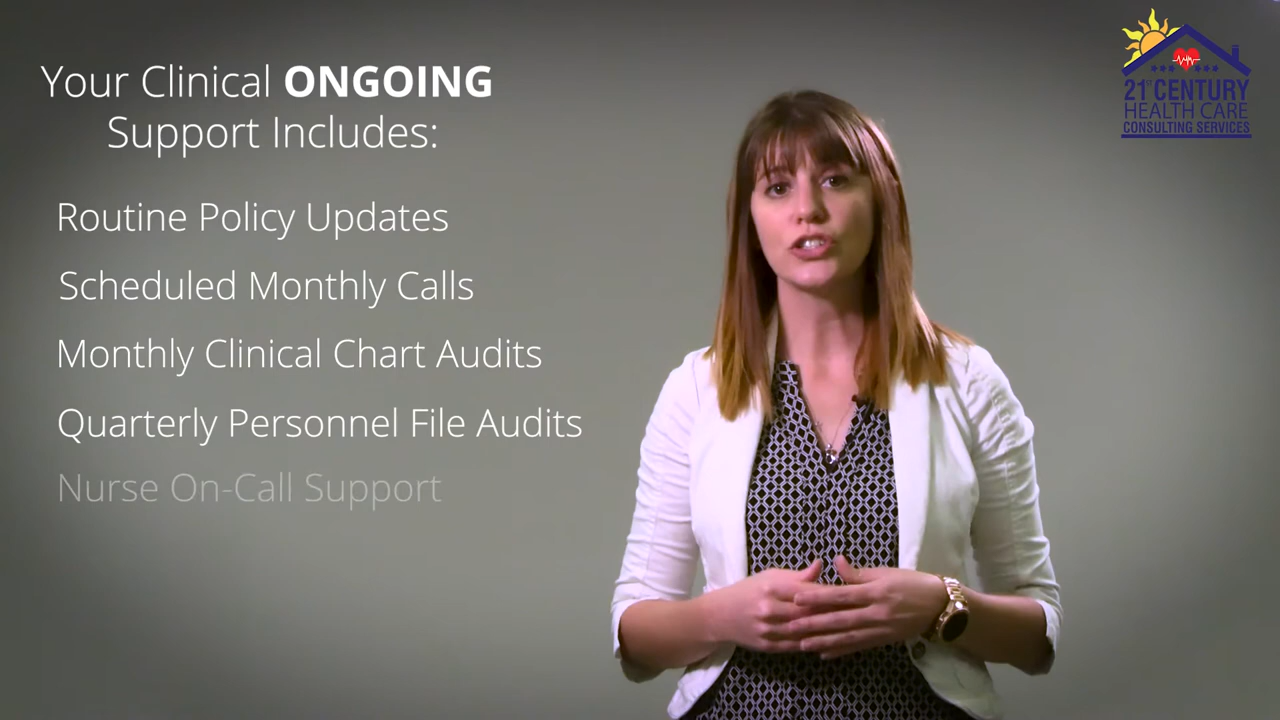 Your Clinical ONGOING
Support Includes:
Routine Policy Updates
Scheduled Monthly Calls
Monthly Clinical Chart Audits
Quarterly Personnel File Audits
Nurse On-Call Support
21ST CENTURY
HEALTH CARE
CONSULTING SERVICES